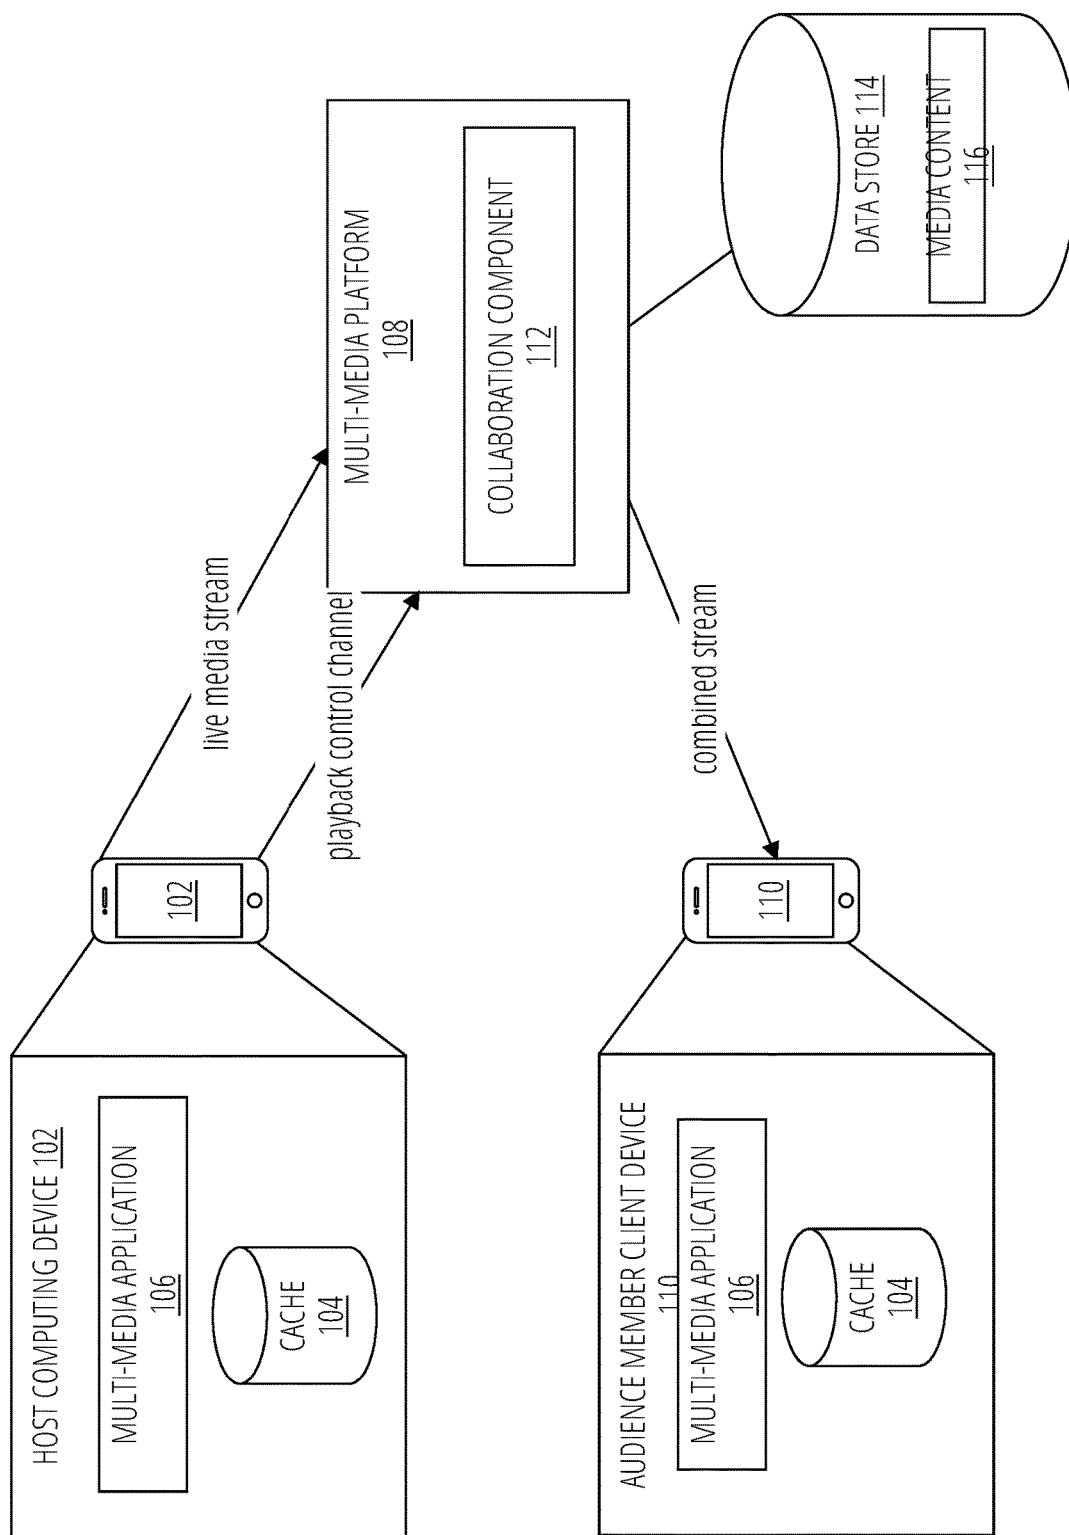 HOST COMPUTING DEVICE 102
MULTI-MEDIA APPLICATION
106
CACHE
104
102
live media stream
playback control channel
MULTI-MEDIA PLATFORM
108
COLLABORATION COMPONENT
112
AUDIENCE MEMBER CLIENT DEVICE
110
MULTI-MEDIA APPLICATION
106
CACHE
104
110
combined stream
DATA STORE 114
MEDIA CONTENT
116